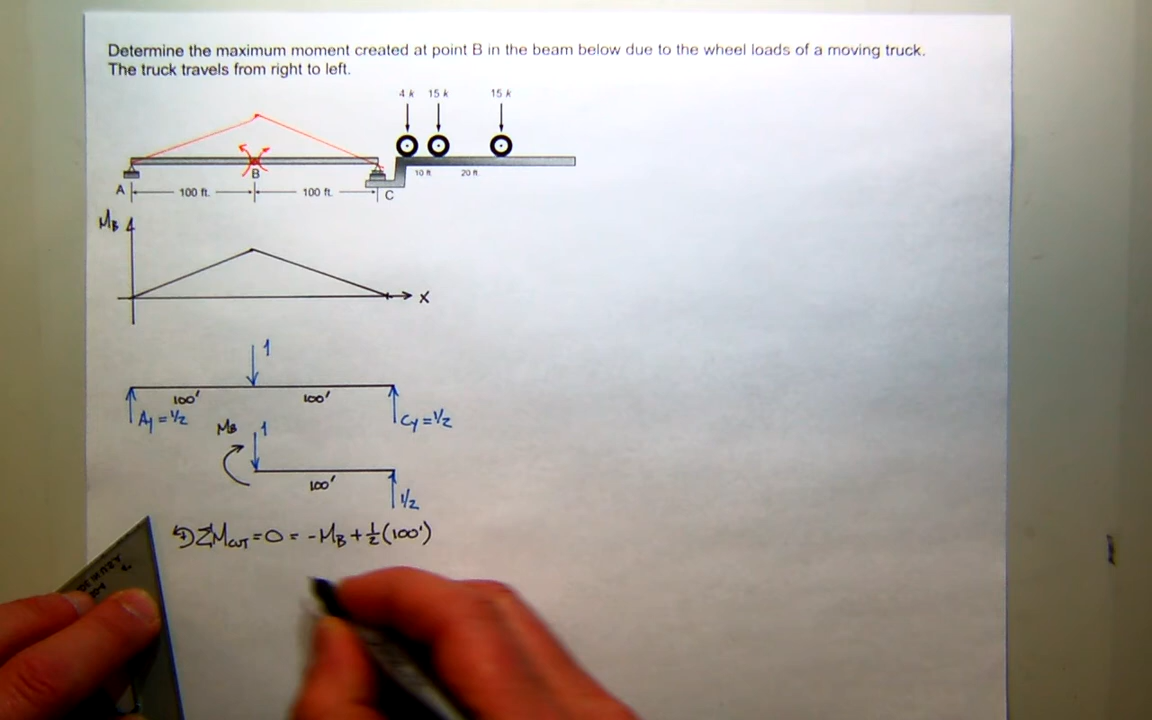 Determine the maximum moment created at point B in the beam below due to the wheel loads of a moving truck.
The truck travels from right to left.
4 k 15 k 15 k
B
10 ft. 20 ft.
A 100 ft. 100 ft. C
MB
X
1
100' 100'
Ay = 1/2 Cy = 1/2
MB 1
100'
1/2
ΣMCUT = 0 = -MB + 1/2(100')